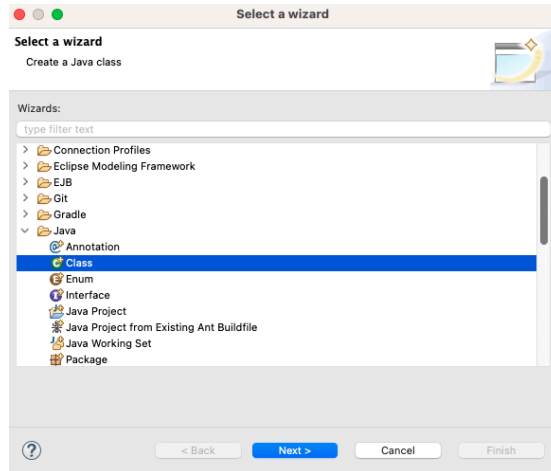 Select a wizard
Select a wizard
Create a Java class
Wizards:
type filter text
Connection Profiles
Eclipse Modeling Framework
EJB
Git
Gradle
Java
Annotation
Class
Enum
Interface
Java Project
Java Project from Existing Ant Buildfile
Java Working Set
Package
? < Back Next > Cancel Finish